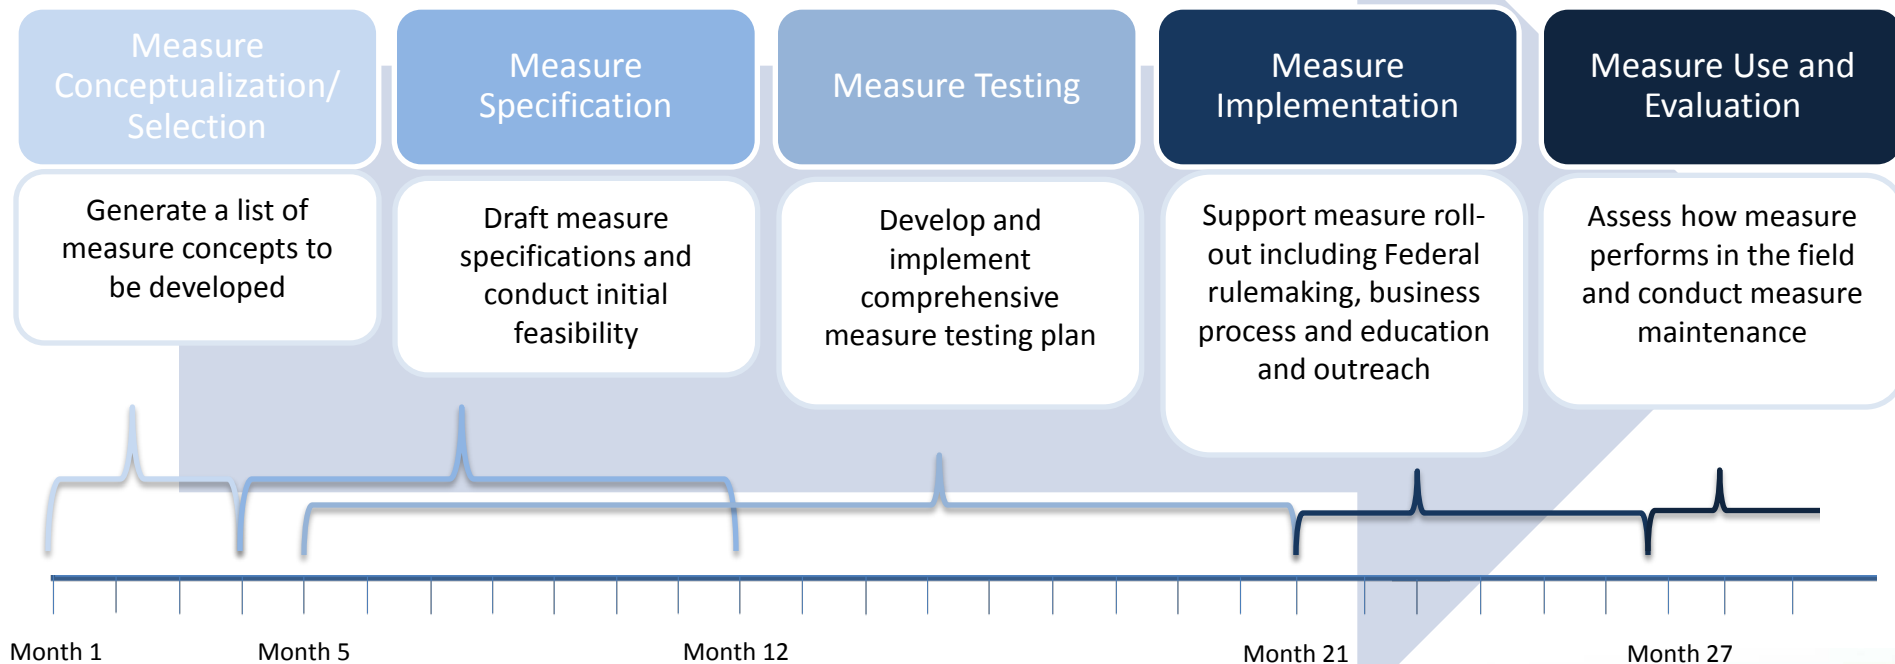 Measure
Conceptualization/
Selection
Measure
Specification
Measure Testing
Measure
Implementation
Measure Use and
Evaluation
Generate a list of
measure concepts to
be developed
Draft measure
specifications and
conduct initial
feasibility
Develop and
implement
comprehensive
measure testing plan
Support measure roll-
out including Federal
rulemaking, business
process and education
and outreach
Assess how measure
performs in the field
and conduct measure
maintenance
Month 1
Month 5
Month 12
Month 21
Month 27